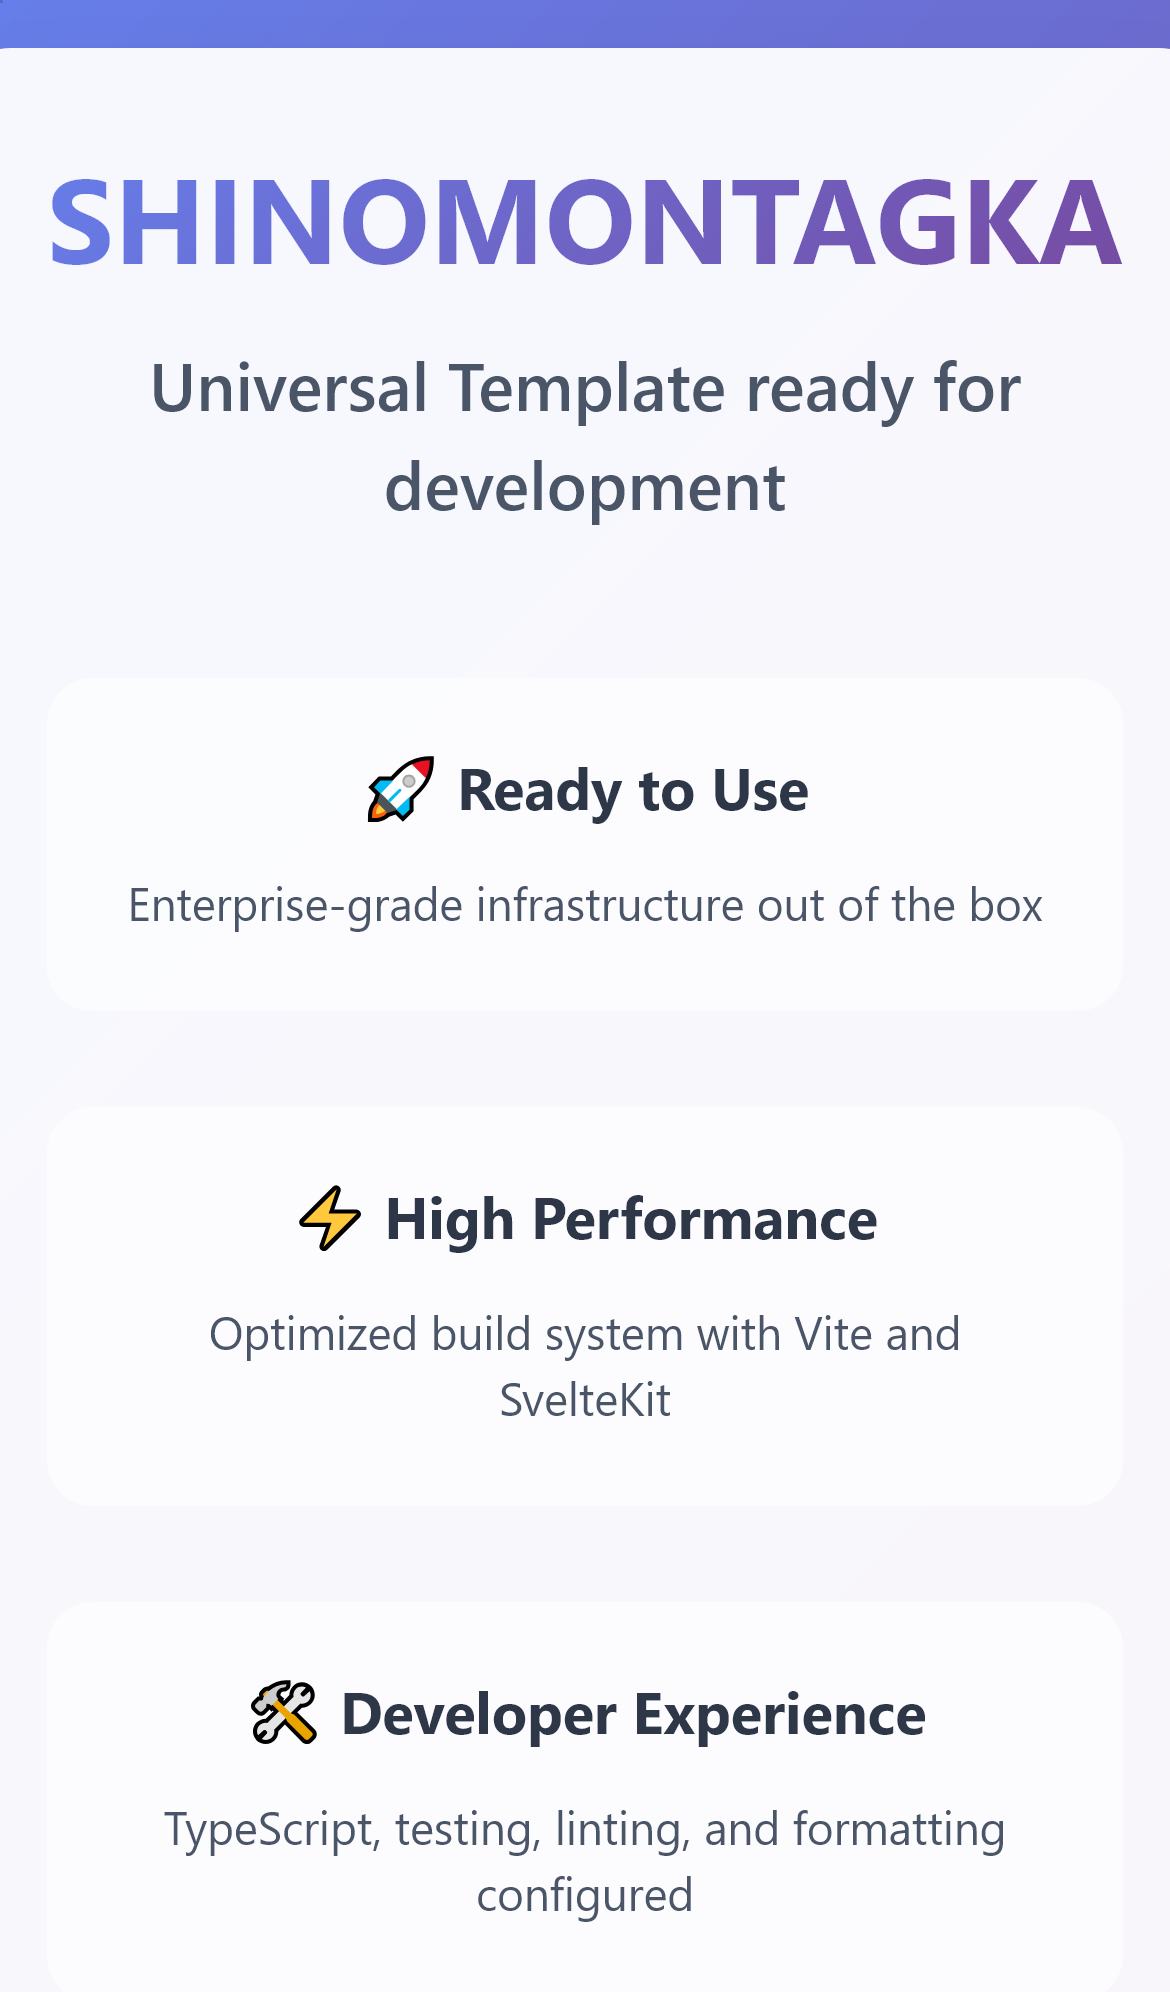 SHINOMONTAGKA
Universal Template ready for
development
🚀 Ready to Use
Enterprise-grade infrastructure out of the box
⚡ High Performance
Optimized build system with Vite and
SvelteKit
🛠 Developer Experience
TypeScript, testing, linting, and formatting
configured